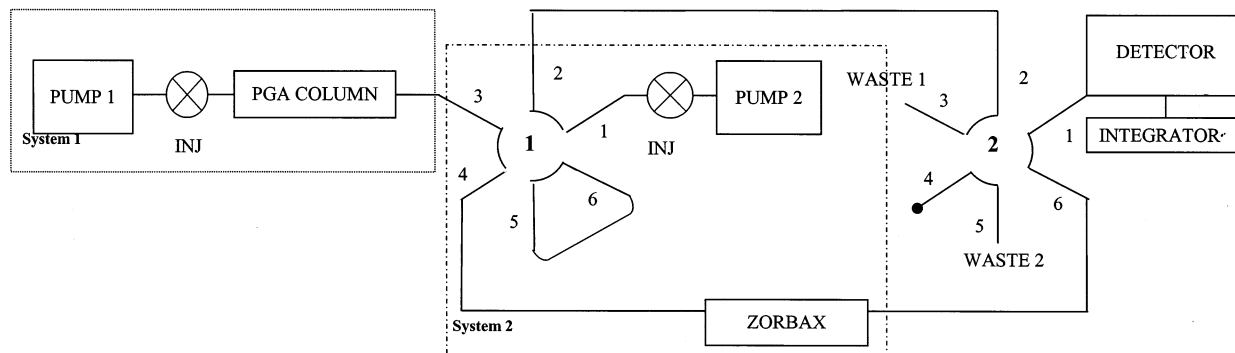 PUMP 1
INJ
PGA COLUMN
System 1
3
2
1
INJ
PUMP 2
1
4
5
6
System 2
ZORBAX
WASTE 1
3
2
2
1
4
5
6
WASTE 2
DETECTOR
INTEGRATOR